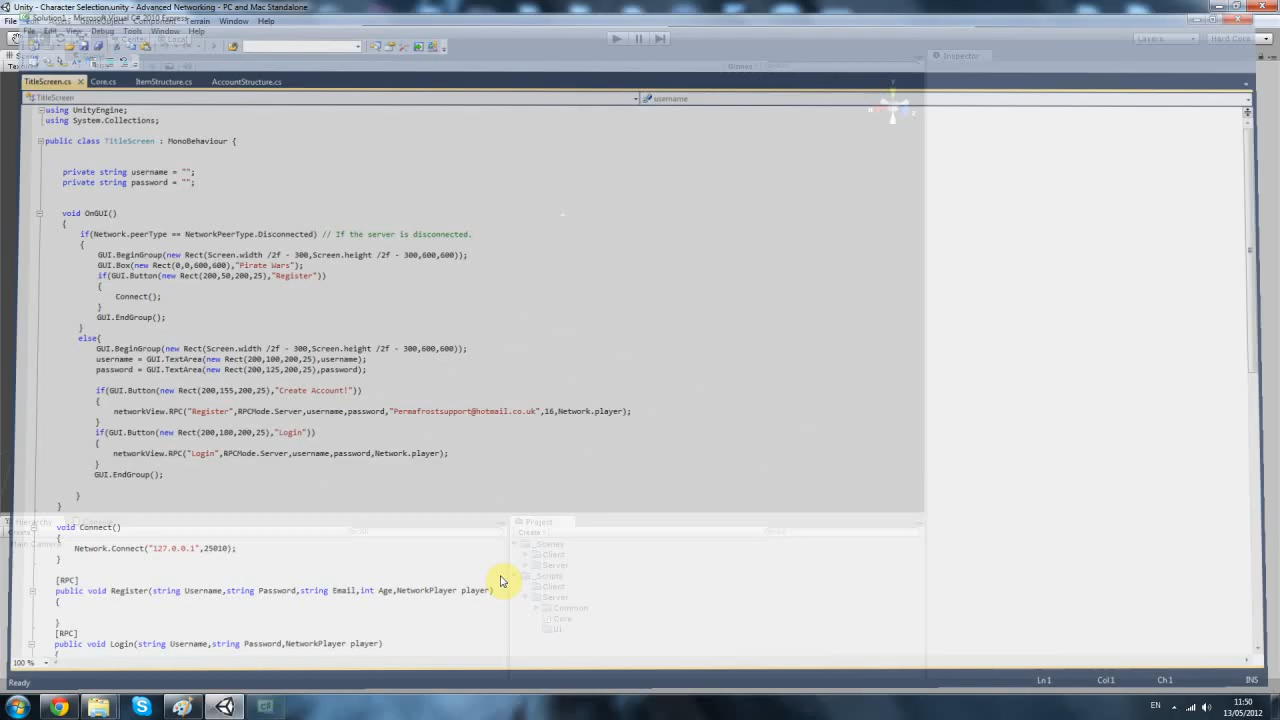 Unity - Character Selection.unity - Advanced Networking - PC and Mac Standalone
Solution1 - Microsoft Visual C# 2010 Express
File Edit View Debug Tools Window Help
Terrain Window Help
Center Local
Layers Hard Core
Inspector
Gizmos
TitleScreen.cs Core.cs ItemStructure.cs AccountStructure.cs
TitleScreen username
using UnityEngine;
using System.Collections;
public class TitleScreen : MonoBehaviour {
private string username = "";
private string password = "";
void OnGUI()
{
if(Network.peerType == NetworkPeerType.Disconnected) // If the server is disconnected.
{
GUI.BeginGroup(new Rect(Screen.width /2f - 300,Screen.height /2f - 300,600,600));
GUI.Box(new Rect(0,0,600,600),"Pirate Wars");
if(GUI.Button(new Rect(200,50,200,25),"Register"))
{
Connect();
}
GUI.EndGroup();
}
else{
GUI.BeginGroup(new Rect(Screen.width /2f - 300,Screen.height /2f - 300,600,600));
username = GUI.TextArea(new Rect(200,100,200,25),username);
password = GUI.TextArea(new Rect(200,125,200,25),password);
if(GUI.Button(new Rect(200,155,200,25),"Create Account!"))
{
networkView.RPC("Register",RPCMode.Server,username,password,"Permafrostsupport@hotmail.co.uk",16,Network.player);
}
if(GUI.Button(new Rect(200,180,200,25),"Login"))
{
networkView.RPC("Login",RPCMode.Server,username,password,Network.player);
}
GUI.EndGroup();
}
}
Hierarchy
Create
Main Camera
Project
Create
_Scenes
Client
Server
_Scripts
Client
Server
Common
Core
UI
void Connect()
{
Network.Connect("127.0.0.1",25010);
}
[RPC]
public void Register(string Username,string Password,string Email,int Age,NetworkPlayer player)
{
}
[RPC]
public void Login(string Username,string Password,NetworkPlayer player)
{
100 %
Ready Ln 1 Col 1 Ch 1 INS
EN 11:50
13/05/2012